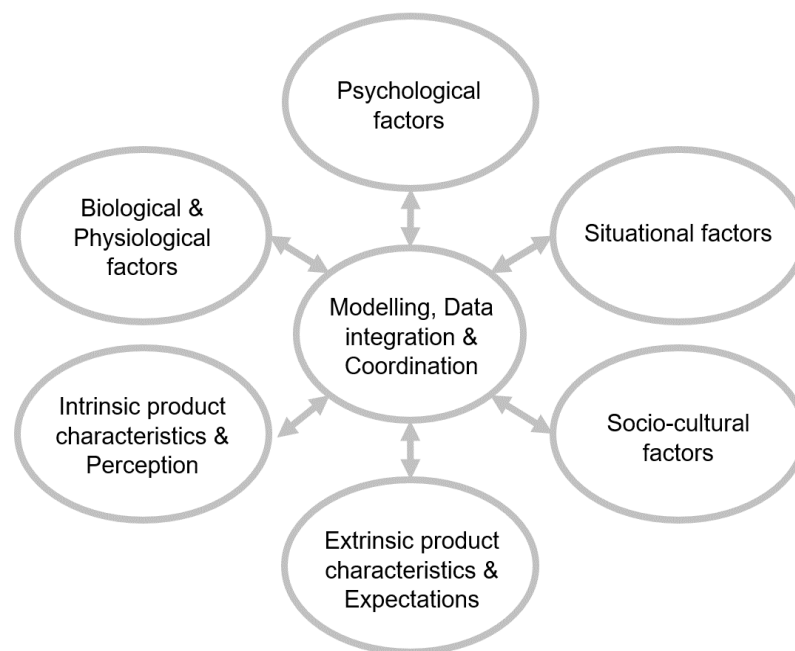 Psychological
factors
Biological &
Physiological
factors
Situational factors
Modelling, Data
integration &
Coordination
Intrinsic product
characteristics &
Perception
Socio-cultural
factors
Extrinsic product
characteristics &
Expectations